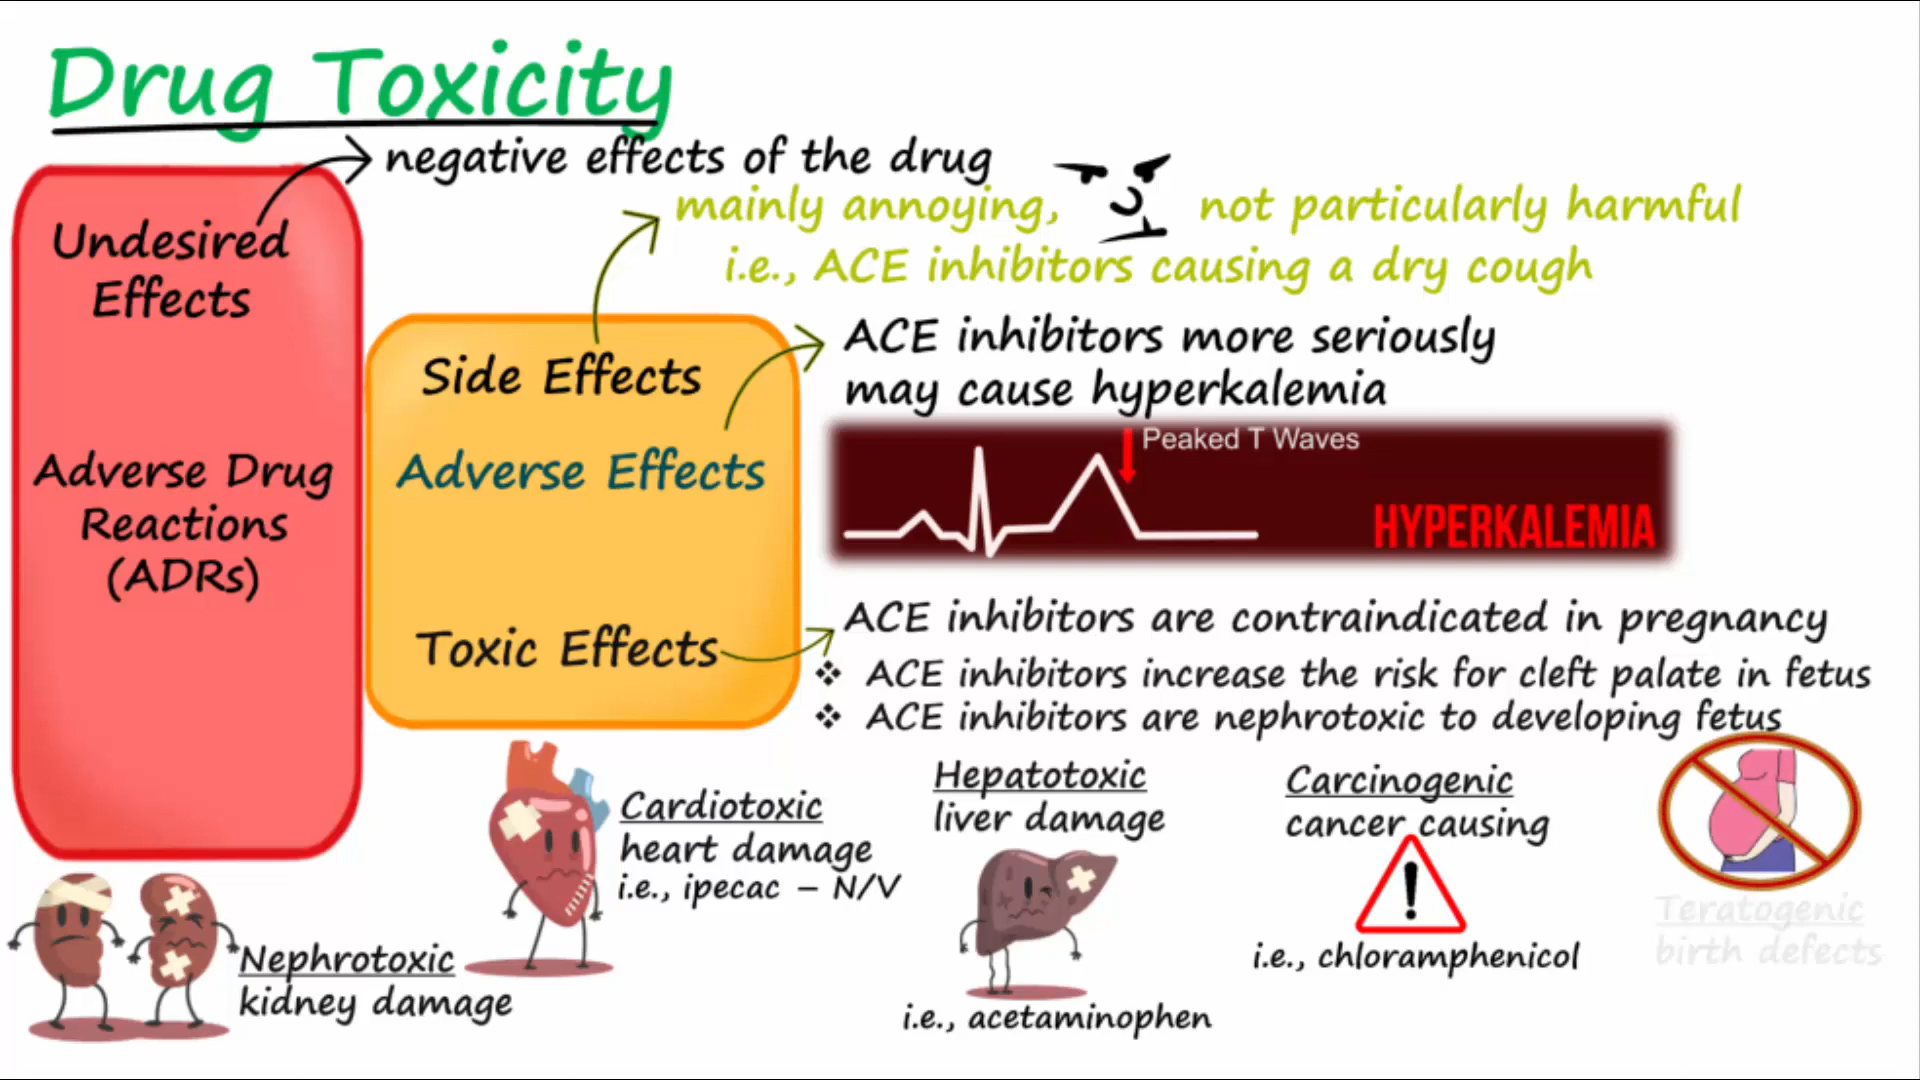 Drug Toxicity
negative effects of the drug
mainly annoying, not particularly harmful
i.e., ACE inhibitors causing a dry cough
Undesired
Effects
Adverse Drug
Reactions
(ADRs)
Side Effects
Adverse Effects
Toxic Effects
ACE inhibitors more seriously
may cause hyperkalemia
Peaked T Waves
HYPERKALEMIA
ACE inhibitors are contraindicated in pregnancy
❖ ACE inhibitors increase the risk for cleft palate in fetus
❖ ACE inhibitors are nephrotoxic to developing fetus
Nephrotoxic
kidney damage
Cardiotoxic
heart damage
i.e., ipecac – N/V
Hepatotoxic
liver damage
i.e., acetaminophen
Carcinogenic
cancer causing
!
i.e., chloramphenicol
Teratogenic
birth defects